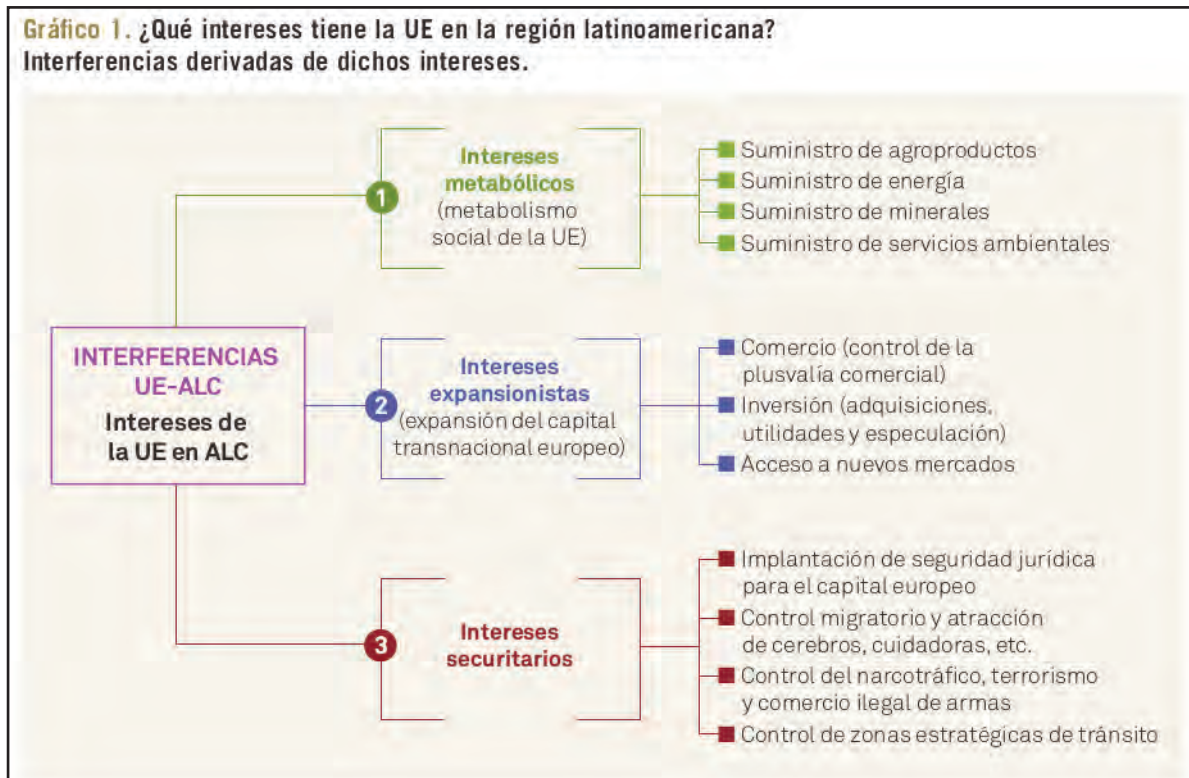 Gráfico 1. ¿Qué intereses tiene la UE en la región latinoamericana?
Interferencias derivadas de dichos intereses.
INTERFERENCIAS
UE-ALC
Intereses de
la UE en ALC
1
Intereses
metabólicos
(metabolismo
social de la UE)
Suministro de agroproductos
Suministro de energía
Suministro de minerales
Suministro de servicios ambientales
2
Intereses
expansionistas
(expansión del capital
transnacional europeo)
Comercio (control de la
plusvalía comercial)
Inversión (adquisiciones,
utilidades y especulación)
Acceso a nuevos mercados
3
Intereses
securitarios
Implantación de seguridad jurídica
para el capital europeo
Control migratorio y atracción
de cerebros, cuidadoras, etc.
Control del narcotráfico, terrorismo
y comercio ilegal de armas
Control de zonas estratégicas de tránsito